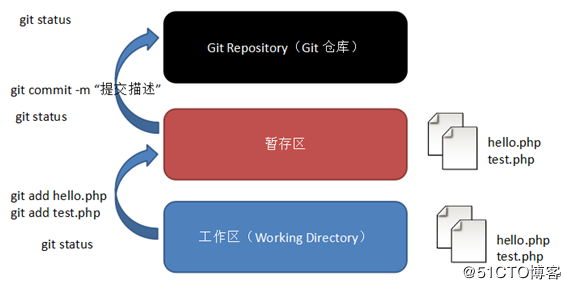 git status
Git Repository（Git 仓库）
git commit -m “提交描述”
git status
暂存区
hello.php
test.php
git add hello.php
git add test.php
工作区（Working Directory）
git status
hello.php
test.php
@51CTO博客